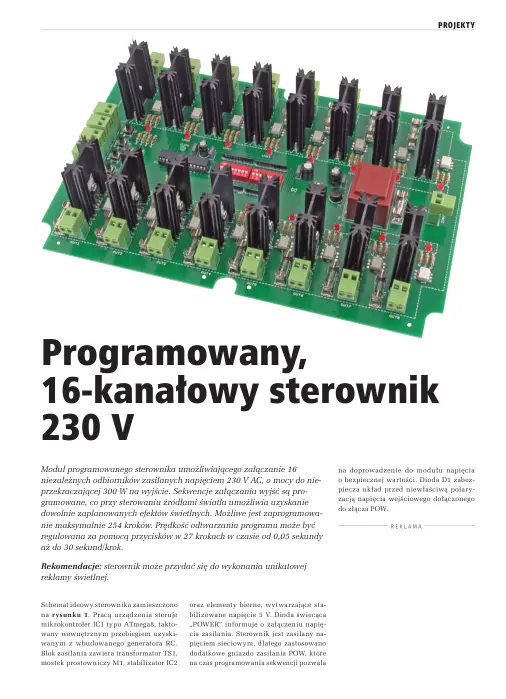 PROJEKTY
Programowany,
16-kanałowy sterownik
230 V
Moduł programowanego sterownika umożliwiającego załączanie 16
niezależnych odbiorników zasilanych napięciem 230 V AC, o mocy do nie-
przekraczającej 300 W na wyjście. Sekwencje załączania wyjść są pro-
gramowane, co przy sterowaniu źródłami światła umożliwia uzyskanie
dowolnie zaplanowanych efektów świetlnych. Możliwe jest zaprogramowa-
nie maksymalnie 254 kroków. Prędkość odtwarzania programu może być
regulowana za pomocą przycisków w 27 krokach w czasie od 0,05 sekundy
aż do 30 sekund/krok.
Rekomendacje: sterownik może przydać się do wykonania unikatowej
reklamy świetlnej.
Schemat ideowy sterownika zamieszczono
na rysunku 1. Pracą urządzenia steruje
mikrokontroler IC1 typu ATmega8, takto-
wany wewnętrznym przebiegiem uzyski-
wanym z wbudowanego generatora RC.
Blok zasilania zawiera transformator TS1,
mostek prostowniczy M1, stabilizator IC2
oraz elementy bierne, wytwarzające sta-
bilizowane napięcie 5 V. Dioda świecąca
„POWER” informuje o załączeniu napię-
cia zasilania. Sterownik jest zasilany na-
pięciem sieciowym, dlatego zastosowano
dodatkowe gniazdo zasilania POW, które
na czas programowania sekwencji pozwala
na doprowadzenie do modułu napięcia
o bezpiecznej wartości. Dioda D1 zabez-
piecza układ przed niewłaściwą polary-
zacją napięcia wejściowego dołączonego
do złącza POW.
REKLAMA